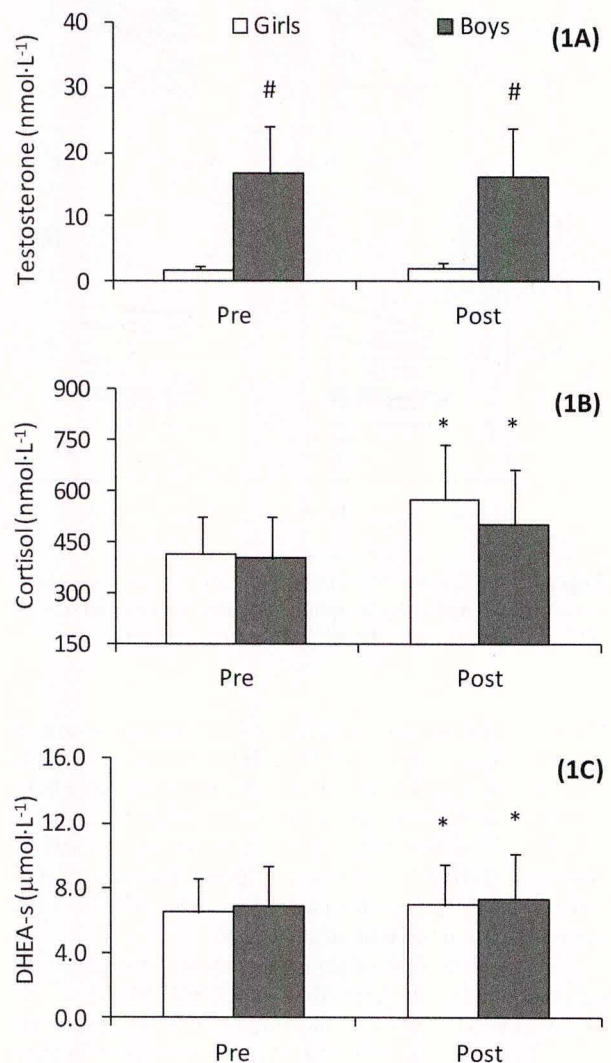 Girls Boys (1A)
Testosterone (nmol·L⁻¹)
40
30
20
10
0
# #
Pre Post
(1B)
Cortisol (nmol·L⁻¹)
900
750
600
450
300
150
* *
Pre Post
(1C)
DHEA-s (µmol·L⁻¹)
16.0
12.0
8.0
4.0
0.0
* *
Pre Post